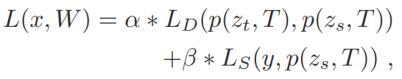 L(x, W) = α ∗ L_D(p(z_t, T), p(z_s, T))
+β ∗ L_S(y, p(z_s, T)) ,